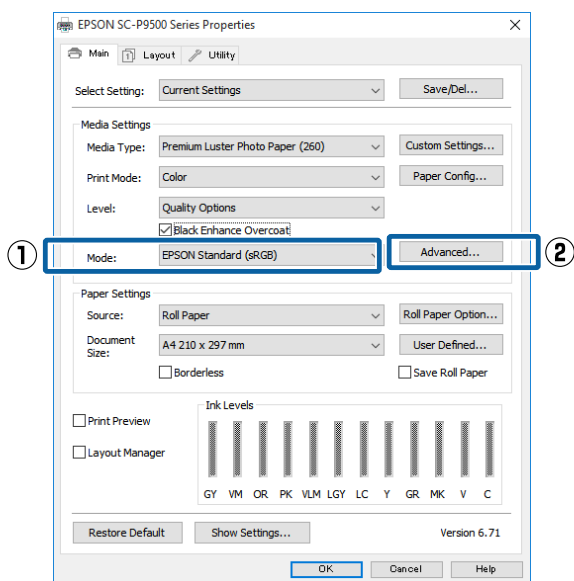 EPSON SC-P9500 Series Properties
Main
Layout
Utility
Select Setting: Current Settings Save/Del...
Media Settings
Media Type: Premium Luster Photo Paper (260) Custom Settings...
Print Mode: Color Paper Config...
Level: Quality Options
Black Enhance Overcoat
① Mode: EPSON Standard (sRGB) Advanced... ②
Paper Settings
Source: Roll Paper Roll Paper Option...
Document Size: A4 210 x 297 mm User Defined...
Borderless Save Roll Paper
Ink Levels
Print Preview
Layout Manager
GY VM OR PK VLM LGY LC Y GR MK V C
Restore Default Show Settings... Version 6.71
OK Cancel Help